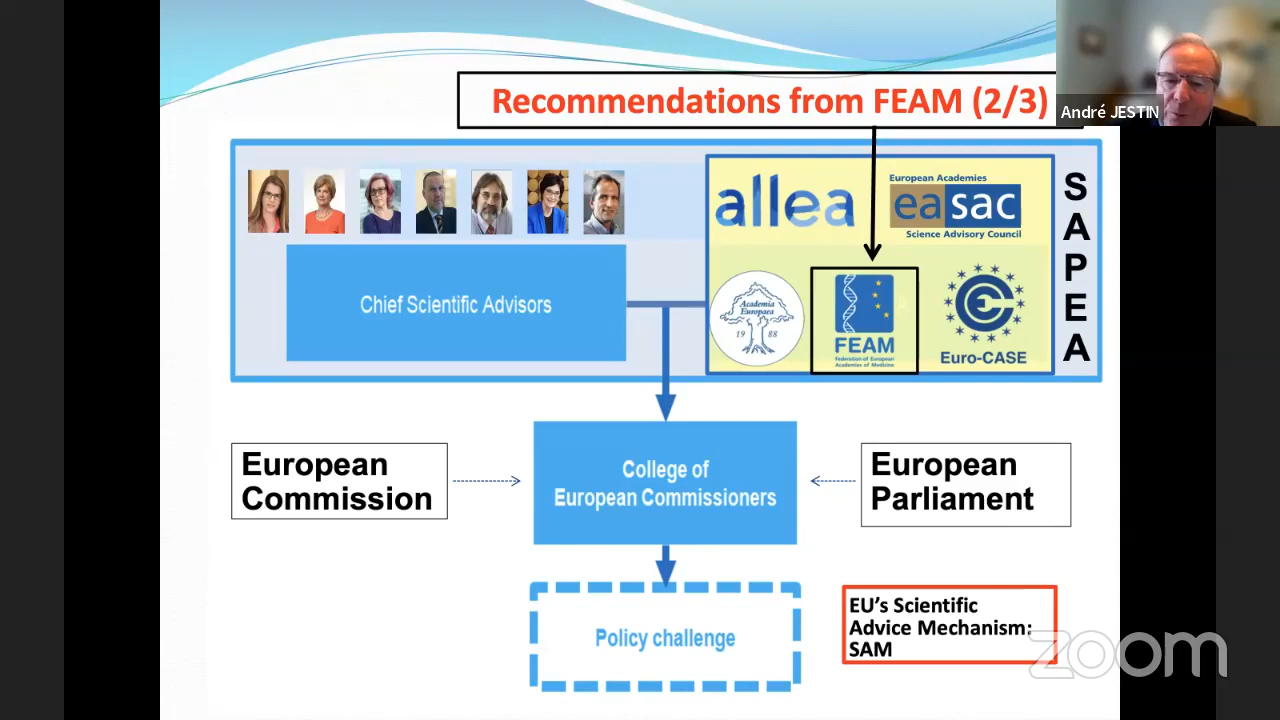 Recommendations from FEAM (2/3)
André JESTIN
allea
European Academies
easac
Science Advisory Council
S
A
P
E
A
Chief Scientific Advisors
Academia
Europaea
19 88
FEAM
Federation of European
Academies of Medicine
Euro-CASE
European
Commission
College of
European Commissioners
European
Parliament
Policy challenge
EU's Scientific
Advice Mechanism:
SAM
zoom